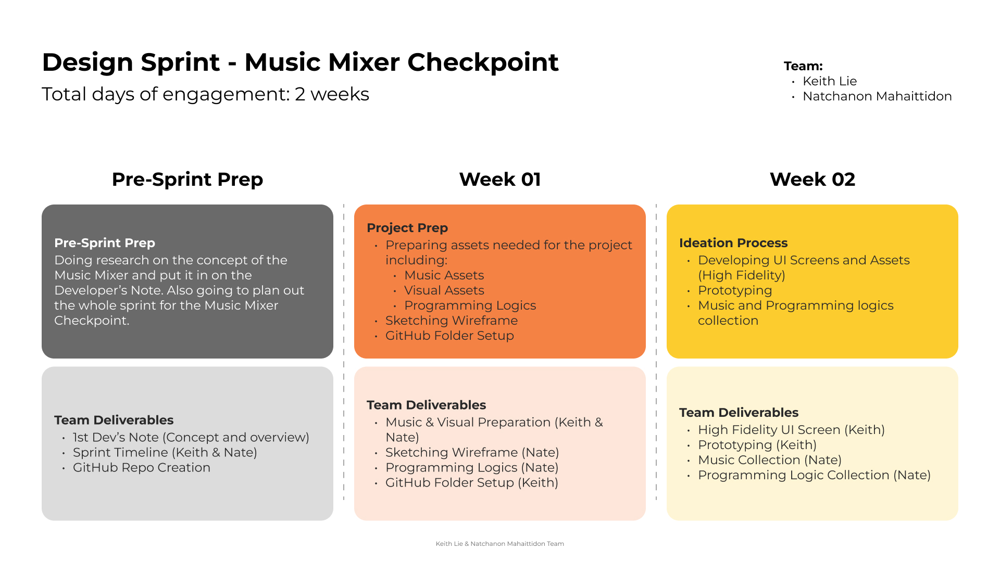 Design Sprint - Music Mixer Checkpoint
Total days of engagement: 2 weeks
Team:
• Keith Lie
• Natchanon Mahaittidon
Pre-Sprint Prep
Pre-Sprint Prep
Doing research on the concept of the
Music Mixer and put it in on the
Developer’s Note. Also going to plan out
the whole sprint for the Music Mixer
Checkpoint.
Team Deliverables
• 1st Dev’s Note (Concept and overview)
• Sprint Timeline (Keith & Nate)
• GitHub Repo Creation
Week 01
Project Prep
• Preparing assets needed for the project
including:
• Music Assets
• Visual Assets
• Programming Logics
• Sketching Wireframe
• GitHub Folder Setup
Team Deliverables
• Music & Visual Preparation (Keith &
Nate)
• Sketching Wireframe (Nate)
• Programming Logics (Nate)
• GitHub Folder Setup (Keith)
Week 02
Ideation Process
• Developing UI Screens and Assets
(High Fidelity)
• Prototyping
• Music and Programming logics
collection
Team Deliverables
• High Fidelity UI Screen (Keith)
• Prototyping (Keith)
• Music Collection (Nate)
• Programming Logic Collection (Nate)
Keith Lie & Natchanon Mahaittidon Team